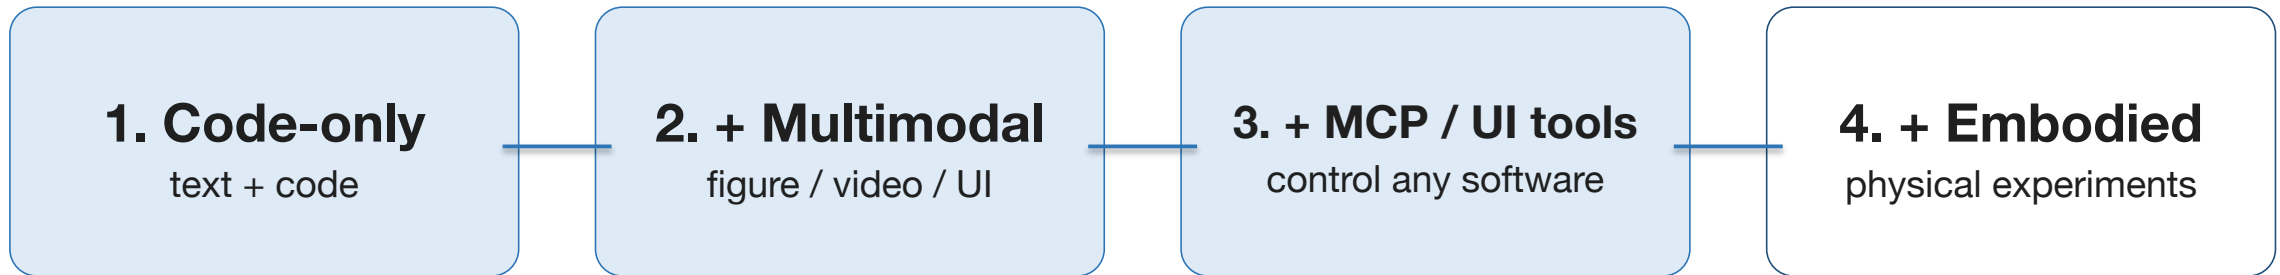 1. Code-only
text + code
2. + Multimodal
figure / video / UI
3. + MCP / UI tools
control any software
4. + Embodied
physical experiments